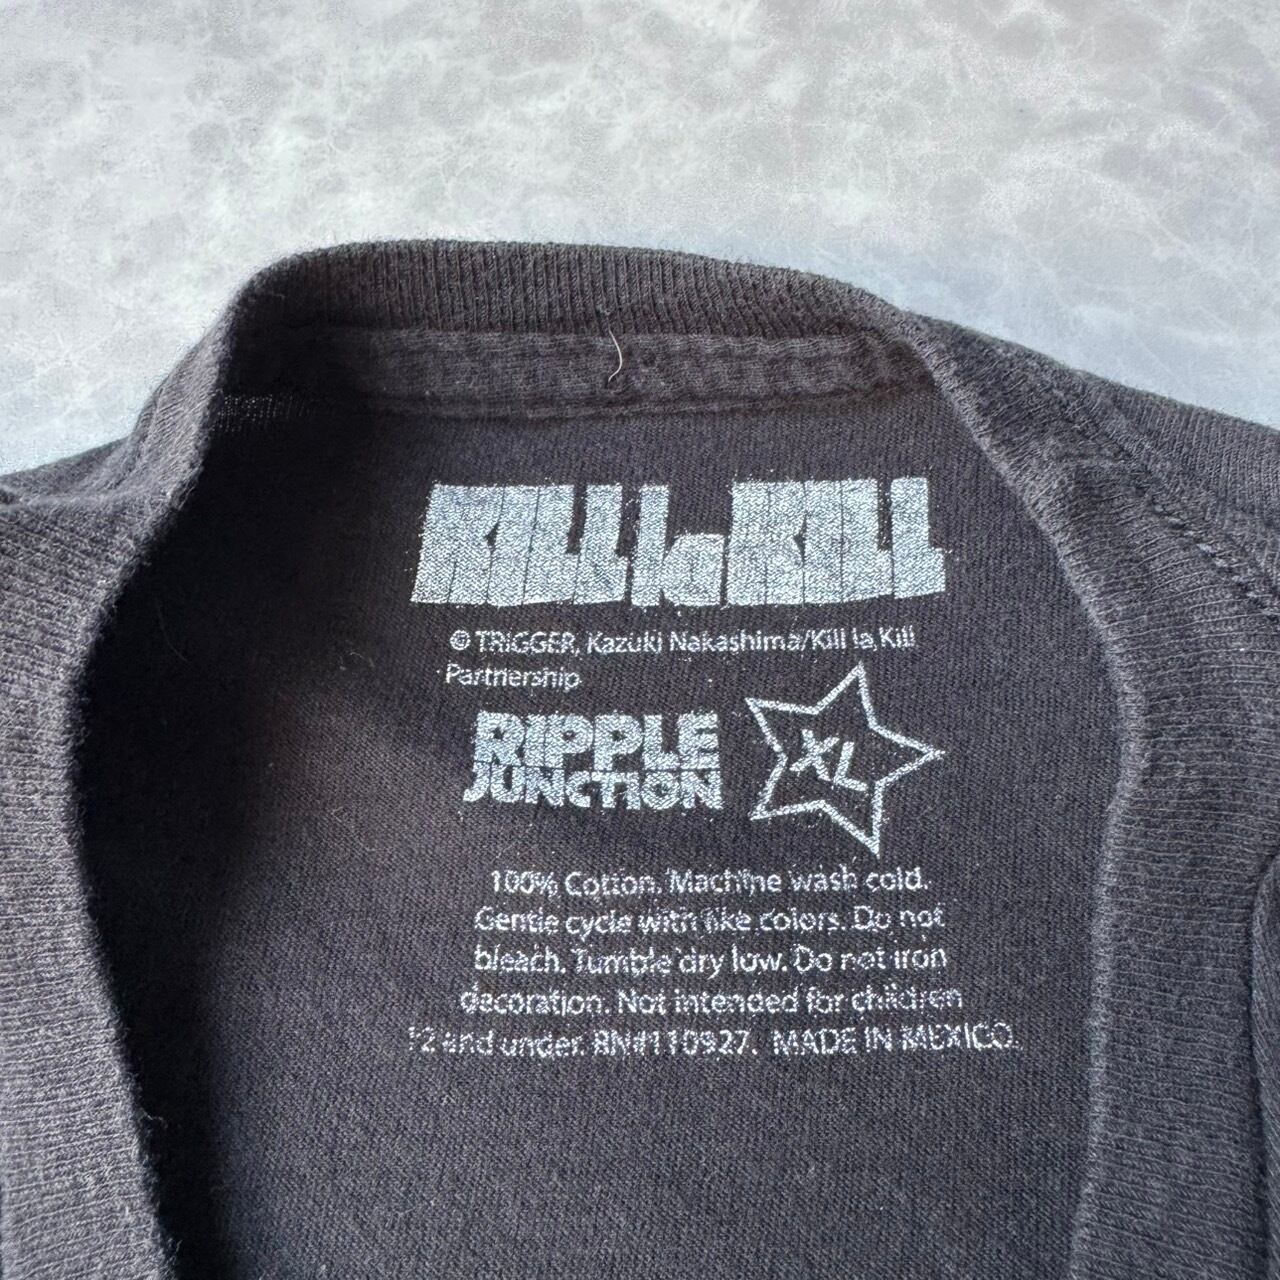 KILL la KILL
© TRIGGER, Kazuki Nakashima/Kill la Kill
Partnership
RIPPLE
JUNCTION
XL
100% Cotton. Machine wash cold.
Gentle cycle with like colors. Do not
bleach. Tumble dry low. Do not iron
decoration. Not intended for children
12 and under. RN#110927. MADE IN MEXICO.